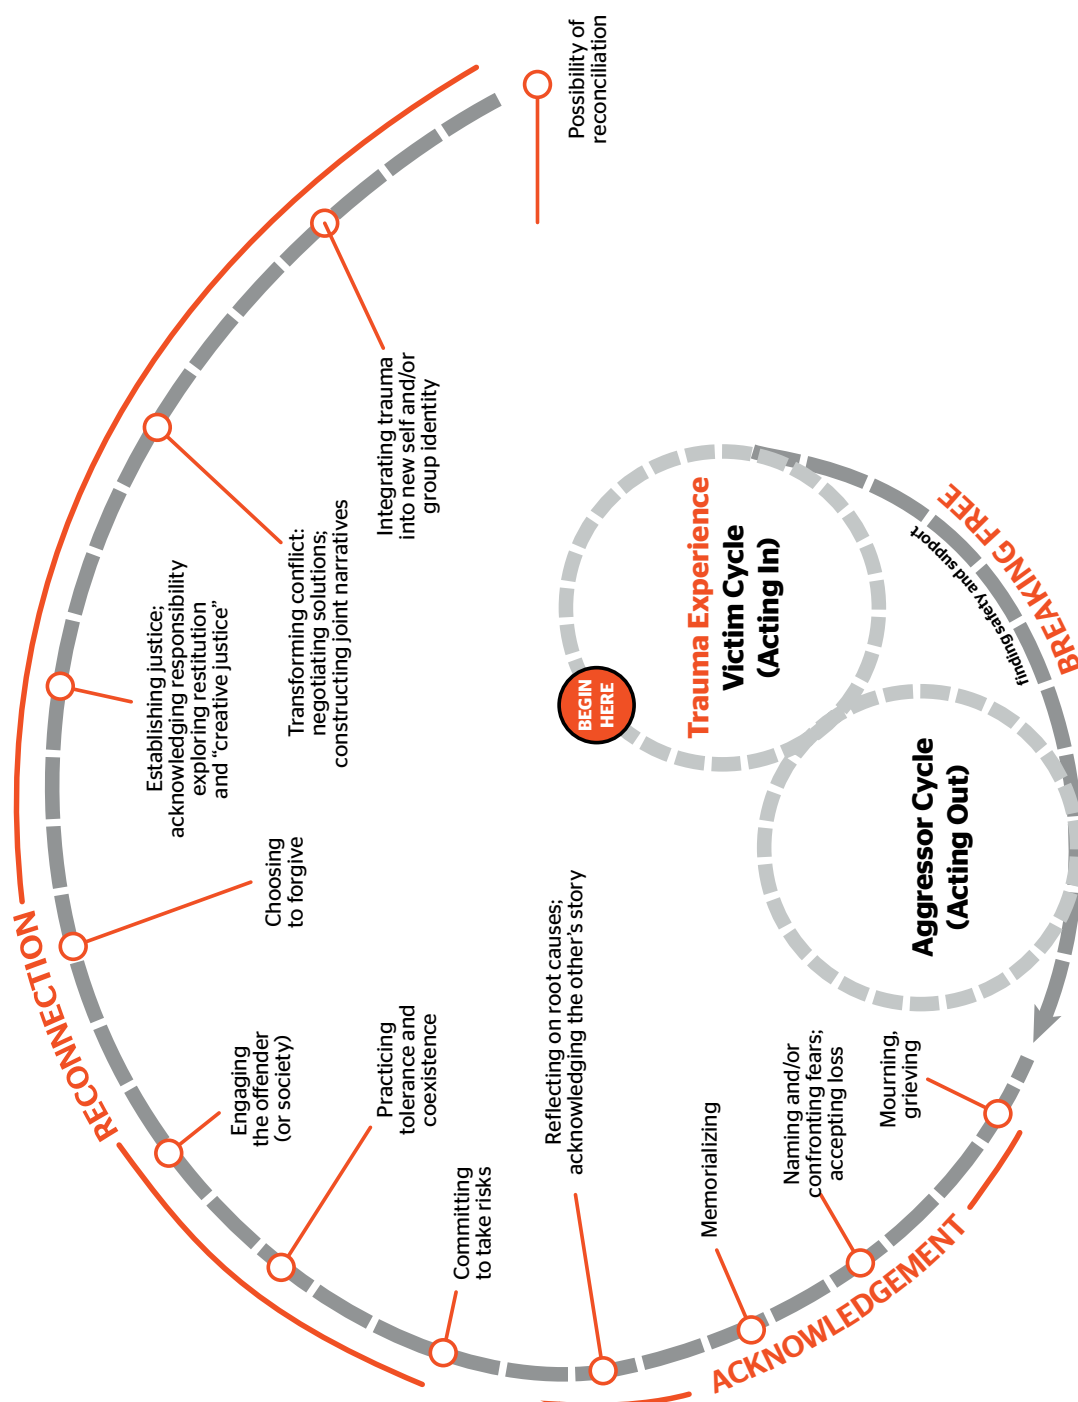 BEGIN
HERE
Trauma Experience
Victim Cycle
(Acting In)
Aggressor Cycle
(Acting Out)
BREAKING FREE
finding safety and support
ACKNOWLEDGEMENT
Mourning,
grieving
Naming and/or
confronting fears;
accepting loss
Memorializing
Reflecting on root causes;
acknowledging the other’s story
RECONNECTION
Committing
to take risks
Practicing
tolerance and
coexistence
Engaging
the offender
(or society)
Choosing
to forgive
Establishing justice;
acknowledging responsibility
exploring restitution
and “creative justice”
Transforming conflict:
negotiating solutions;
constructing joint narratives
Integrating trauma
into new self and/or
group identity
Possibility of
reconciliation